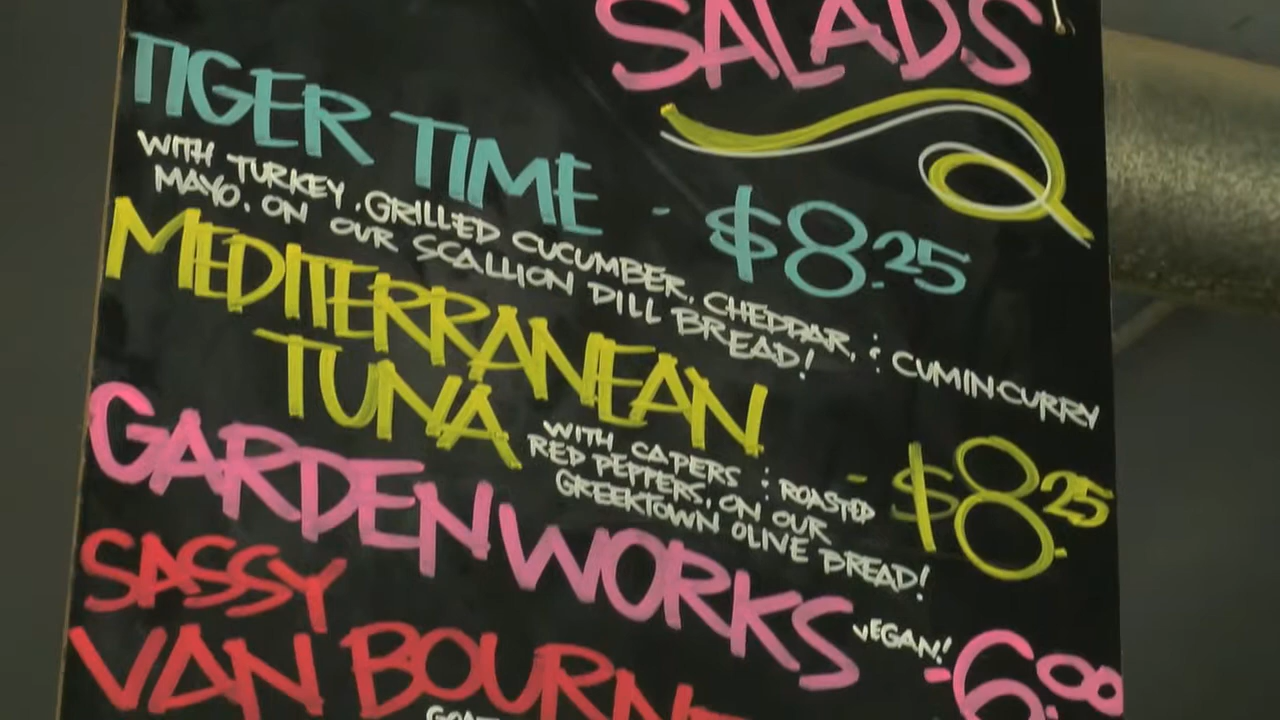 SALADS
TIGER TIME - $8.25
WITH TURKEY, GRILLED CUCUMBER, CHEDDAR, & CUMIN CURRY
MAYO, ON OUR SCALLION DILL BREAD!
MEDITERRANEAN
TUNA
WITH CAPERS & ROASTED
RED PEPPERS, ON OUR
GREEKTOWN OLIVE BREAD!
- $8.25
GARDENWORKS
VEGAN!
- 6.00
SASSY
VAN BOURN